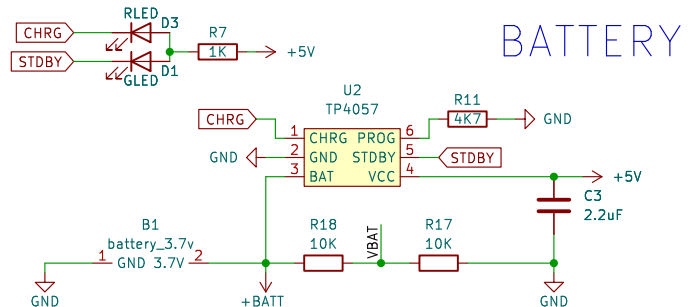 RLED
D3
CHRG
R7
1K
+5V
STDBY
D1
GLED
BATTERY
U2
TP4057
CHRG
R11
4K7
GND
1 CHRG PROG 6
GND
2 GND STDBY 5
STDBY
3 BAT VCC 4
+5V
C3
2.2uF
B1
battery_3.7v
1 GND 3.7V 2
R18
10K
VBAT
R17
10K
GND
+BATT
GND